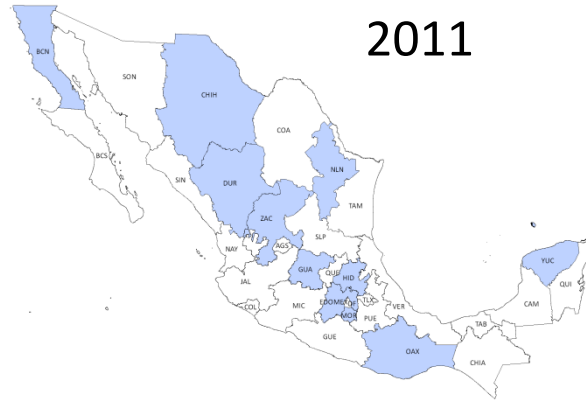 2011
BCN
SON
CHIH
COA
BCS
SIN
DUR
NLN
TAM
ZAC
NAY
AGS
SLP
JAL
GUA
QUE
HID
COL
MIC
EDOMEX
DF
TLX
MOR
PUE
VER
GUE
OAX
TAB
CHIA
CAM
YUC
QUI